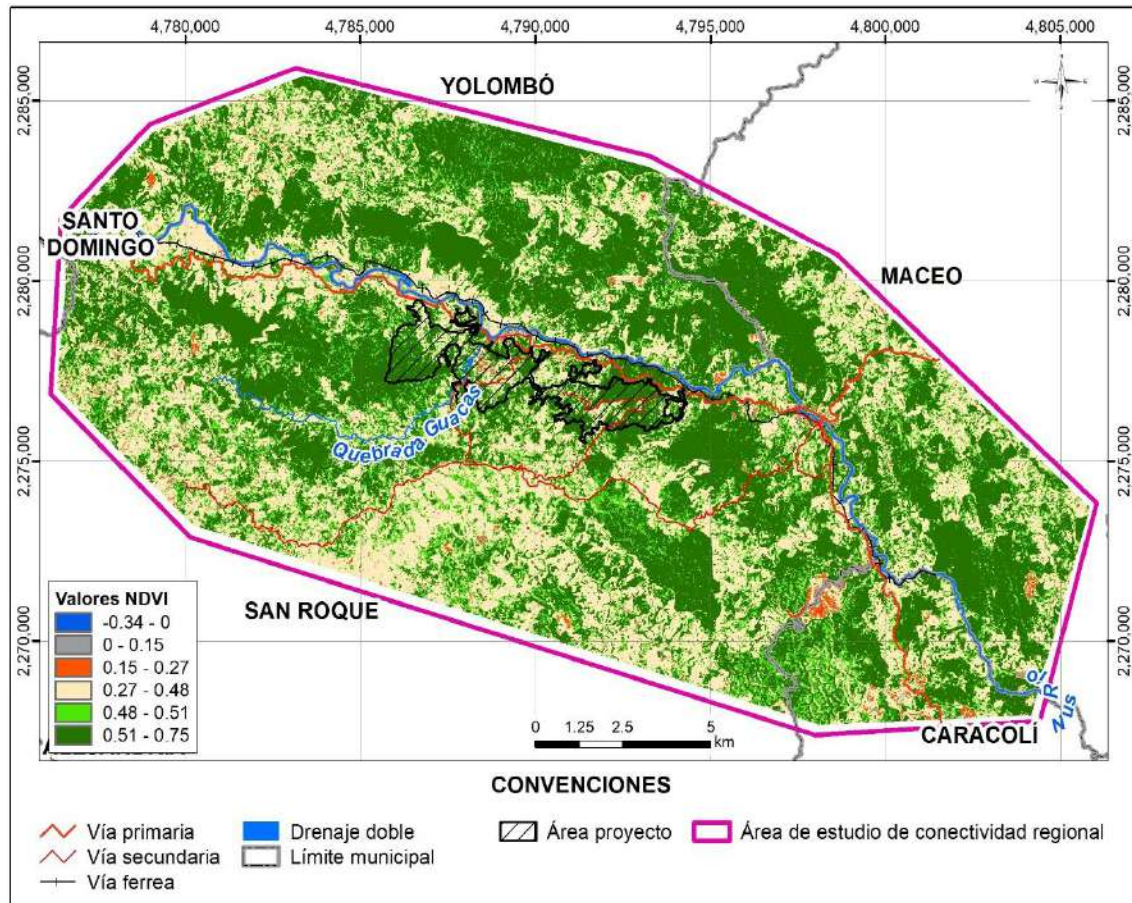 4,780,000 4,785,000 4,790,000 4,795,000 4,800,000 4,805,000
YOLOMBÓ
N
W E
S
2,285,000 2,285,000
SANTO
DOMINGO
MACEO
2,280,000 2,280,000
Quebrada Guacas
2,275,000 2,275,000
SAN ROQUE
Valores NDVI
-0.34 - 0
0 - 0.15
0.15 - 0.27
0.27 - 0.48
0.48 - 0.51
0.51 - 0.75
2,270,000 2,270,000
Río Nus
0 1.25 2.5 5
km
CARACOLÍ
CONVENCIONES
Vía primaria
Vía secundaria
Vía ferrea
Drenaje doble
Límite municipal
Área proyecto
Área de estudio de conectividad regional